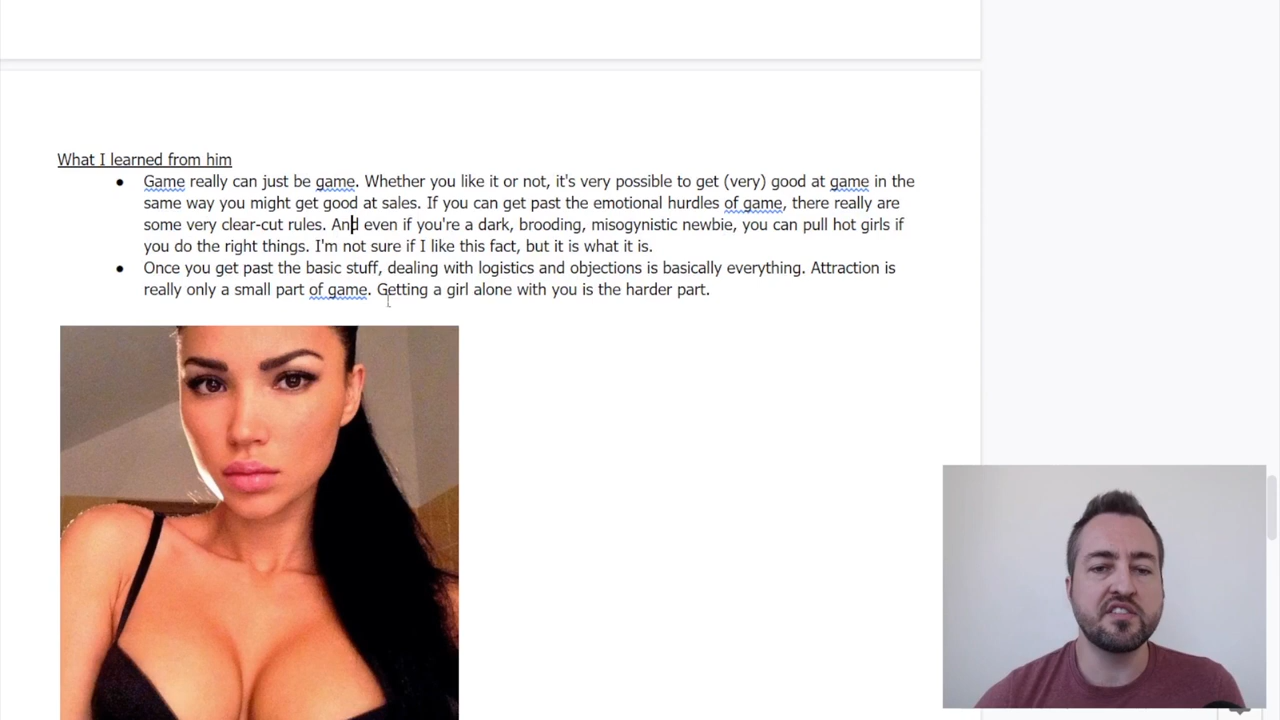 What I learned from him
● Game really can just be game. Whether you like it or not, it's very possible to get (very) good at game in the
same way you might get good at sales. If you can get past the emotional hurdles of game, there really are
some very clear-cut rules. And even if you're a dark, brooding, misogynistic newbie, you can pull hot girls if
you do the right things. I'm not sure if I like this fact, but it is what it is.
● Once you get past the basic stuff, dealing with logistics and objections is basically everything. Attraction is
really only a small part of game. Getting a girl alone with you is the harder part.